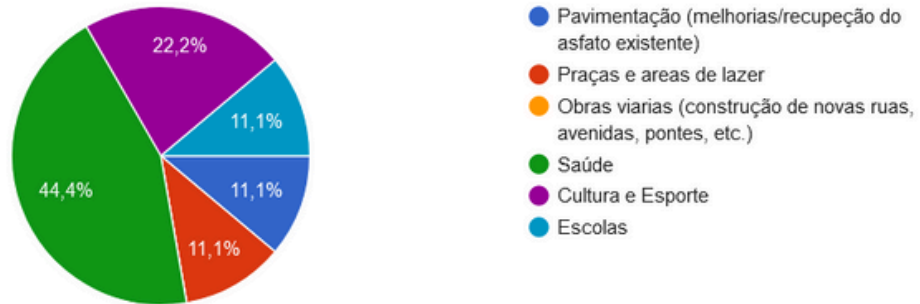 22,2%
11,1%
44,4%
11,1%
11,1%
Pavimentação (melhorias/recupeção do
asfato existente)
Praças e areas de lazer
Obras viarias (construção de novas ruas,
avenidas, pontes, etc.)
Saúde
Cultura e Esporte
Escolas